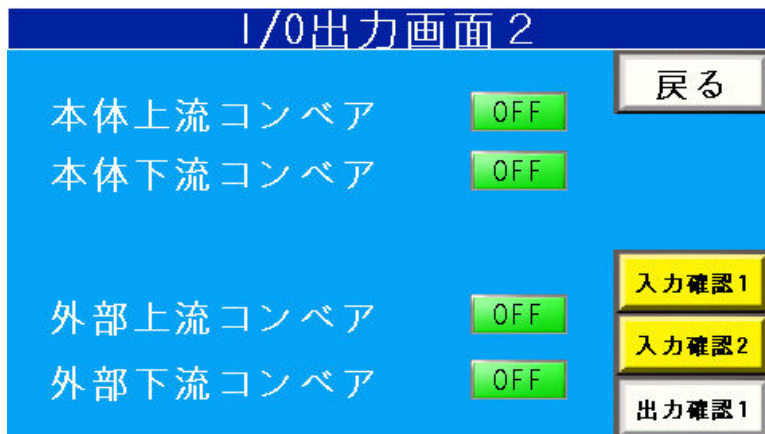 I/O出力画面2
戻る
本体上流コンベア OFF
本体下流コンベア OFF
入力確認1
外部上流コンベア OFF
入力確認2
外部下流コンベア OFF
出力確認1